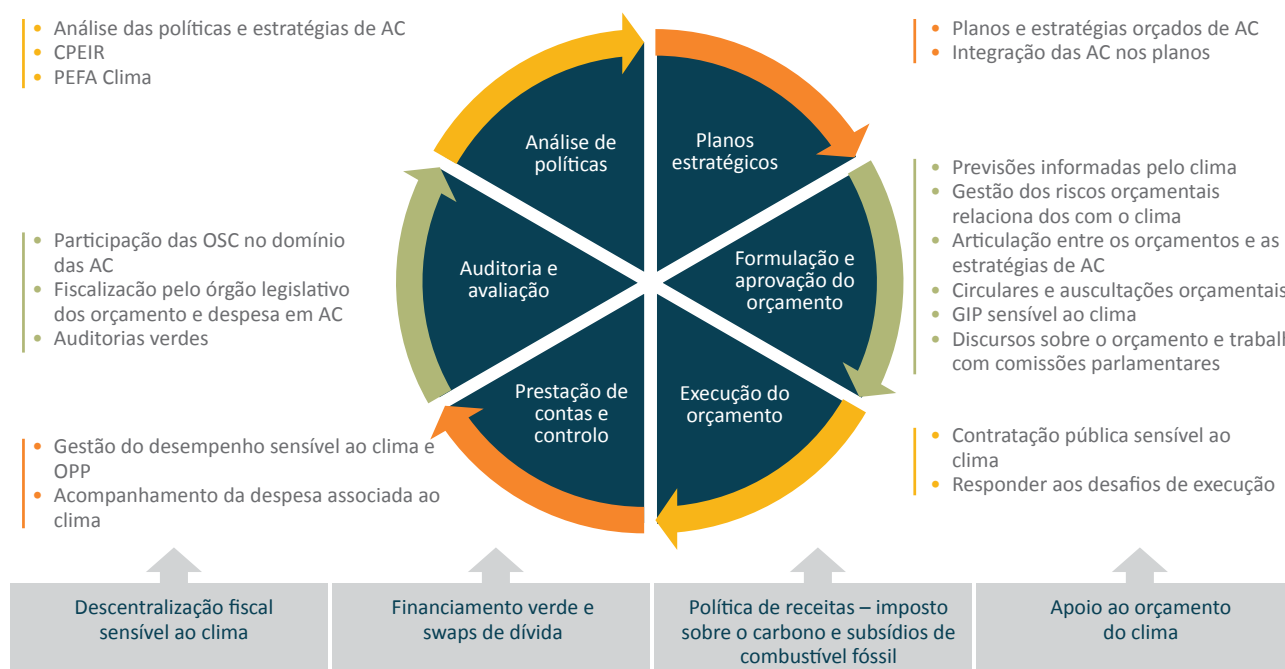 • Análise das políticas e estratégias de AC
• CPEIR
• PEFA Clima
• Planos e estratégias orçados de AC
• Integração das AC nos planos
Análise de
políticas
Planos
estratégicos
• Previsões informadas pelo clima
• Gestão dos riscos orçamentais
relaciona dos com o clima
• Articulação entre os orçamentos e as
estratégias de AC
• Circulares e auscultações orçamentais
• GIP sensível ao clima
• Discursos sobre o orçamento e traball
com comissões parlamentares
• Participação das OSC no domínio
das AC
• Fiscalizacão pelo órgão legislativo
dos orçamento e despesa em AC
• Auditorias verdes
Auditoria e
avaliação
Formulação e
aprovação do
orçamento
Prestação de
contas e
controlo
Execução do
orçamento
• Gestão do desempenho sensível ao clima e
OPP
• Acompanhamento da despesa associada ao
clima
• Contratação pública sensível ao
clima
• Responder aos desafios de execução
Descentralização fiscal
sensível ao clima
Financiamento verde e
swaps de dívida
Política de receitas – imposto
sobre o carbono e subsídios de
combustível fóssil
Apoio ao orçamento
do clima